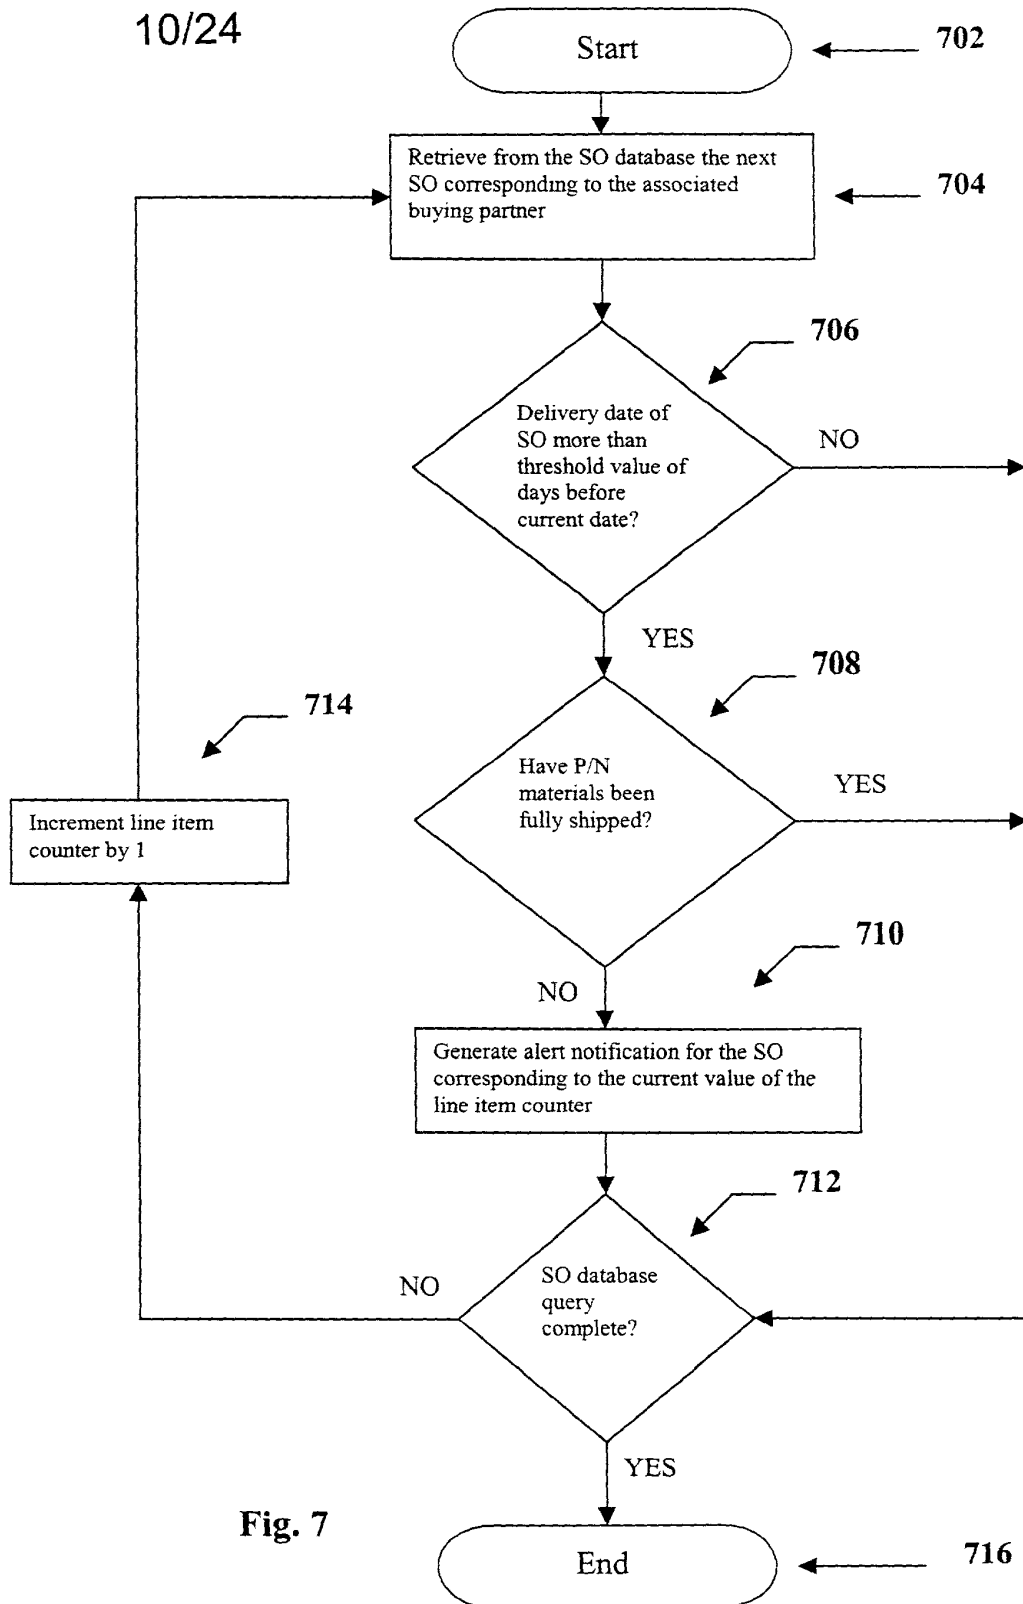 10/24
Start
702
Retrieve from the SO database the next
SO corresponding to the associated
buying partner
704
706
Delivery date of
SO more than
threshold value of
days before
current date?
NO
YES
708
714
Have P/N
materials been
fully shipped?
YES
Increment line item
counter by 1
710
NO
Generate alert notification for the SO
corresponding to the current value of the
line item counter
712
NO
SO database
query
complete?
YES
Fig. 7
End
716